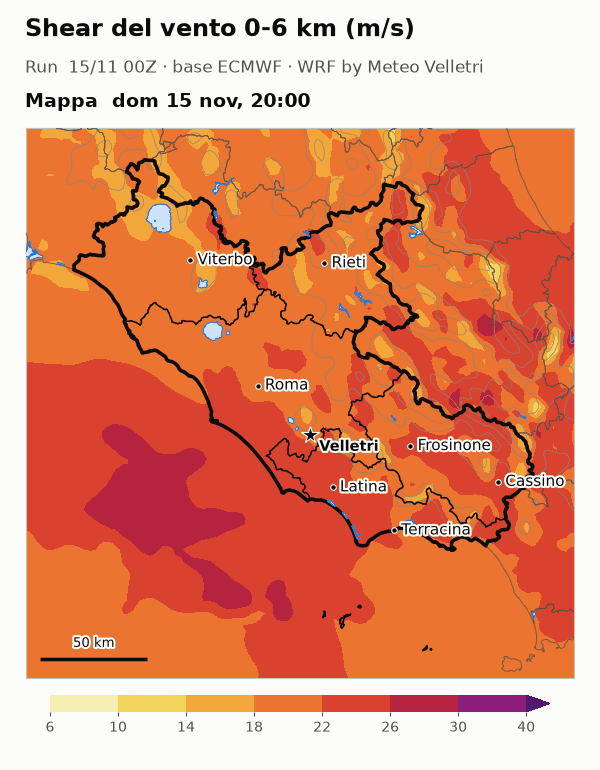 Shear del vento 0-6 km (m/s)
Run  15/11 00Z · base ECMWF · WRF by Meteo Velletri
Mappa  dom 15 nov, 20:00
Viterbo
Rieti
Roma
Velletri
Frosinone
Latina
Cassino
Terracina
50 km
6 10 14 18 22 26 30 40